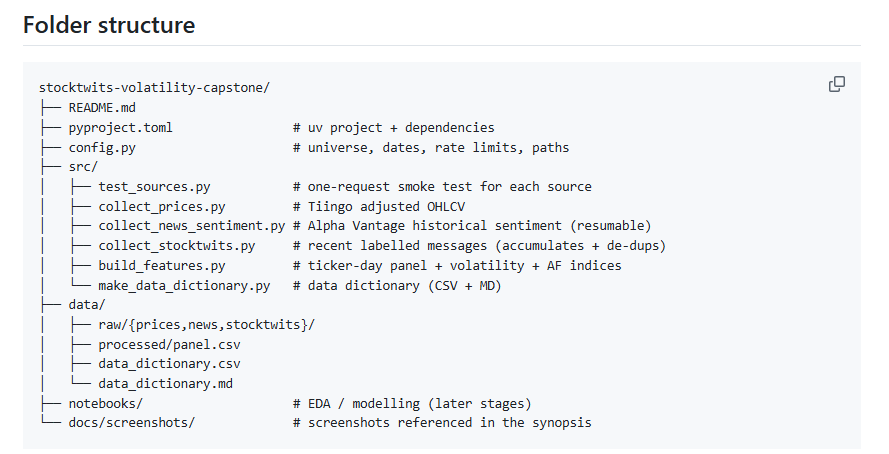 Folder structure
stocktwits-volatility-capstone/
├── README.md
├── pyproject.toml                # uv project + dependencies
├── config.py                     # universe, dates, rate limits, paths
├── src/
│   ├── test_sources.py           # one-request smoke test for each source
│   ├── collect_prices.py         # Tiingo adjusted OHLCV
│   ├── collect_news_sentiment.py # Alpha Vantage historical sentiment (resumable)
│   ├── collect_stocktwits.py     # recent labelled messages (accumulates + de-dups)
│   ├── build_features.py         # ticker-day panel + volatility + AF indices
│   └── make_data_dictionary.py   # data dictionary (CSV + MD)
├── data/
│   ├── raw/{prices,news,stocktwits}/
│   ├── processed/panel.csv
│   ├── data_dictionary.csv
│   └── data_dictionary.md
├── notebooks/                    # EDA / modelling (later stages)
└── docs/screenshots/             # screenshots referenced in the synopsis